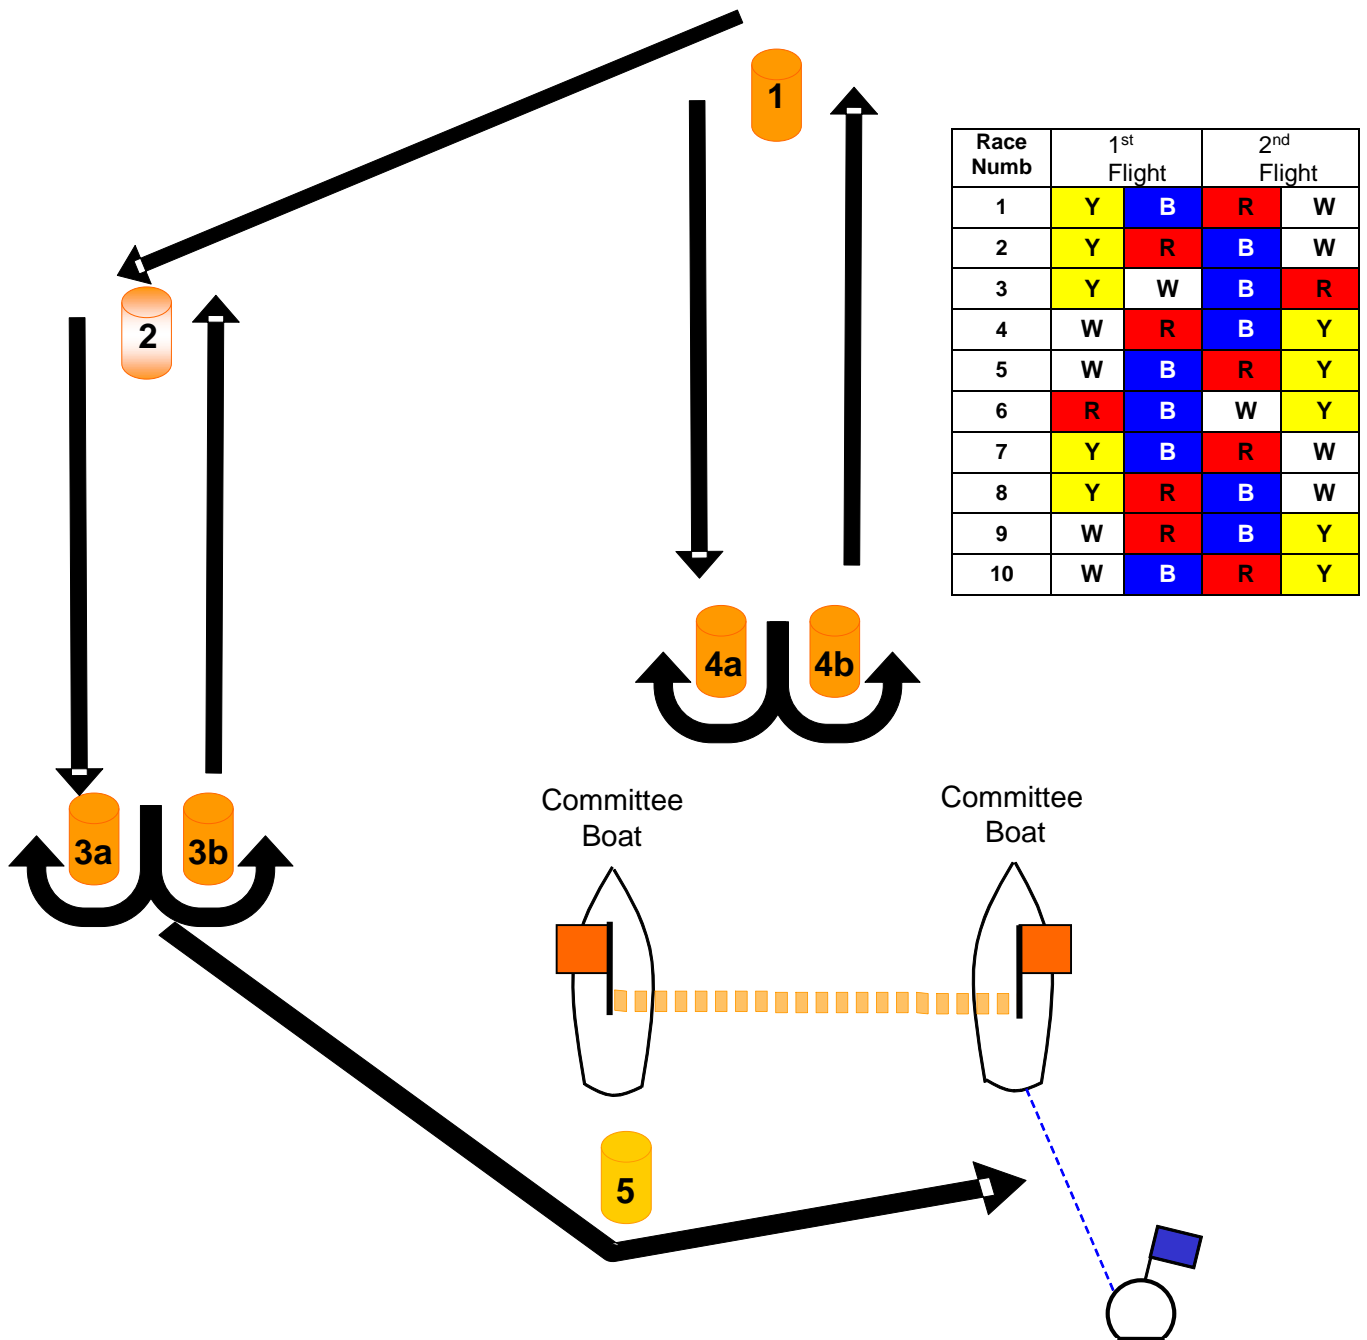 1
Race Numb 1st Flight 2nd Flight
1 Y B R W
2 Y R B W
3 Y W B R
4 W R B Y
5 W B R Y
6 R B W Y
7 Y B R W
8 Y R B W
9 W R B Y
10 W B R Y
2
4a 4b
3a 3b
Committee
Boat
Committee
Boat
5